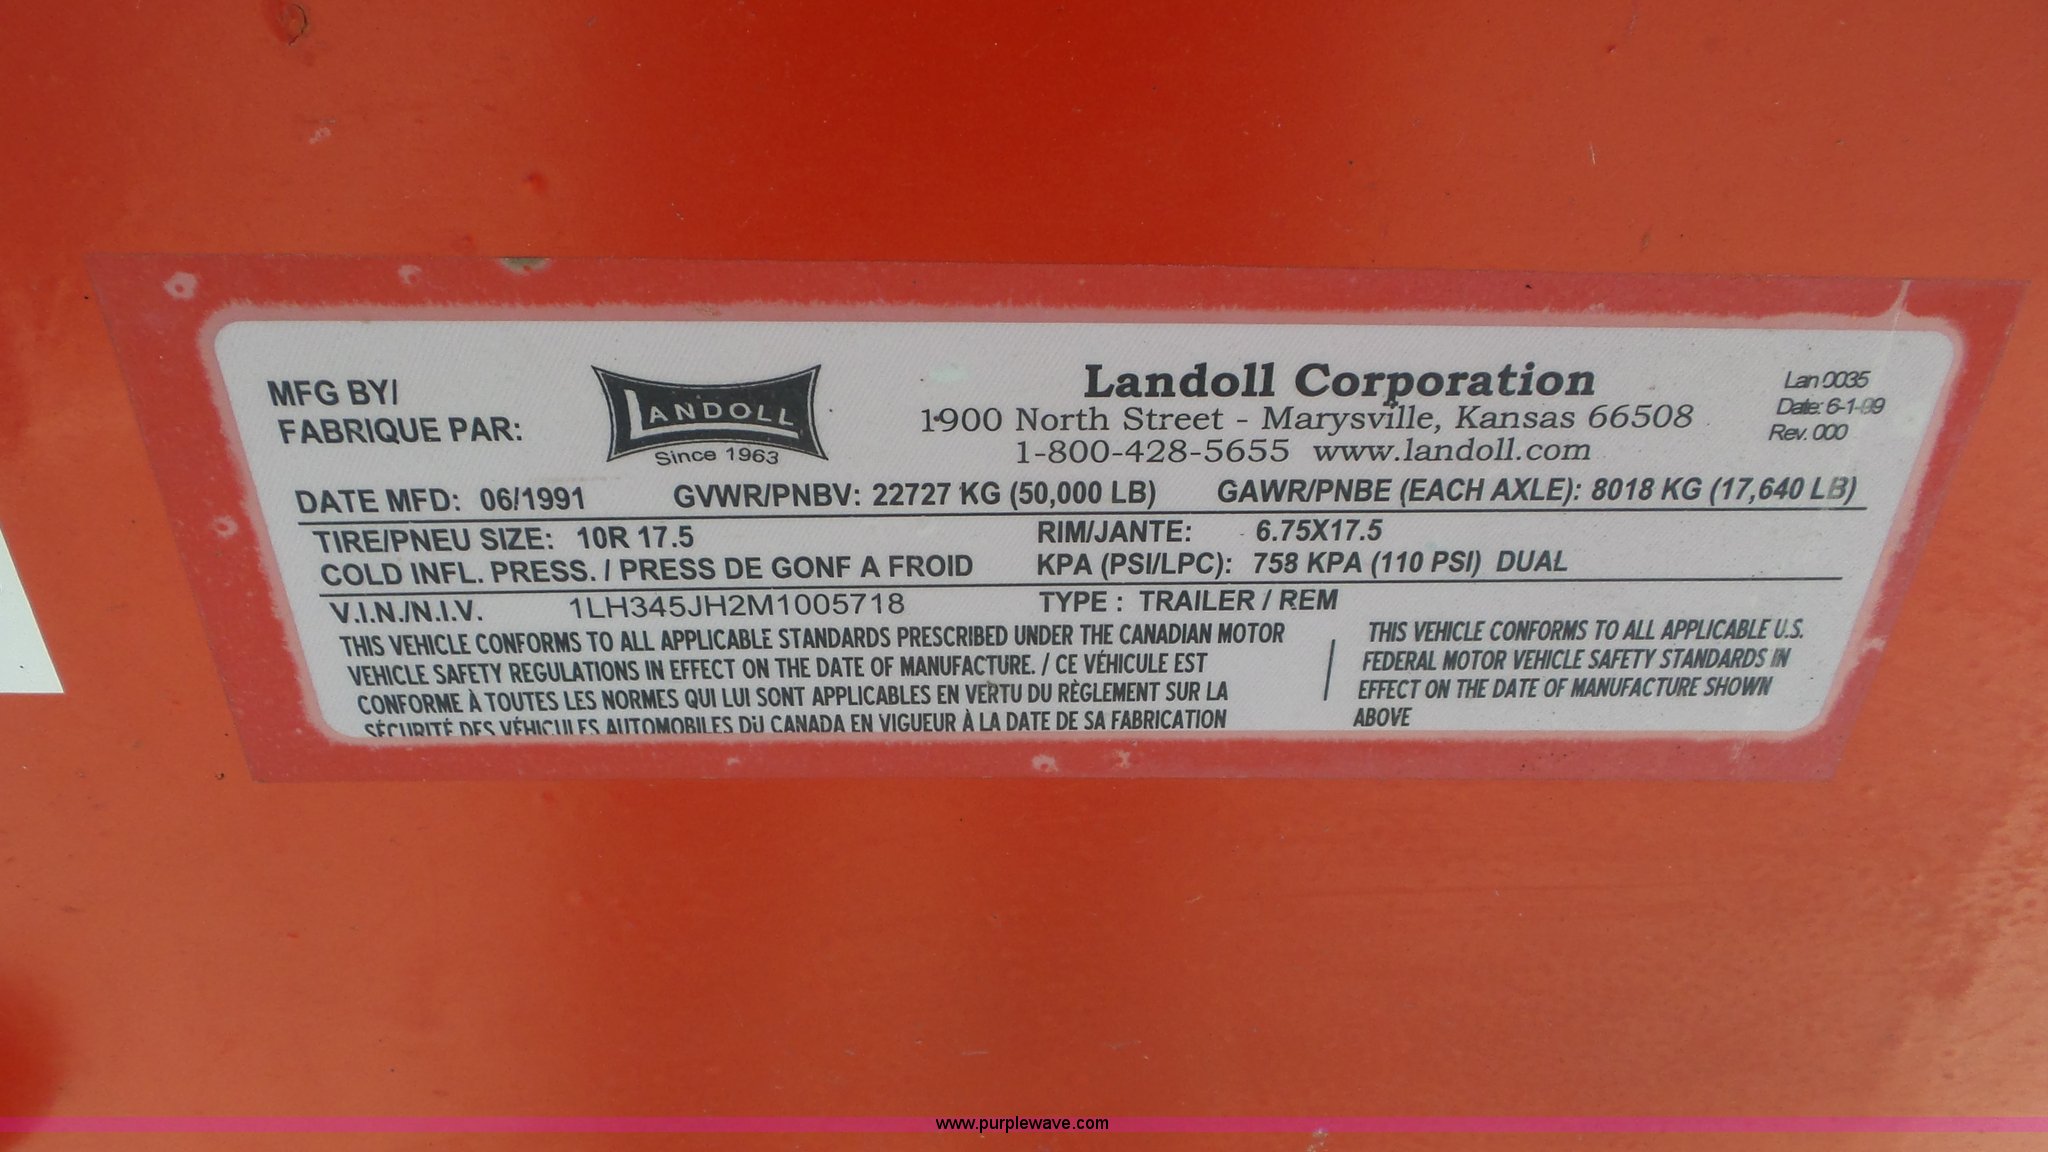 MFG BY/
FABRIQUE PAR:
LANDOLL
Since 1963
Landoll Corporation
1900 North Street - Marysville, Kansas 66508
1-800-428-5655 www.landoll.com
Lan 0035
Date: 6-1-99
Rev. 000
DATE MFD: 06/1991 GVWR/PNBV: 22727 KG (50,000 LB) GAWR/PNBE (EACH AXLE): 8018 KG (17,640 LB)
TIRE/PNEU SIZE: 10R 17.5 RIM/JANTE: 6.75X17.5
COLD INFL. PRESS. / PRESS DE GONF A FROID KPA (PSI/LPC): 758 KPA (110 PSI) DUAL
V.I.N./N.I.V. 1LH345JH2M1005718 TYPE : TRAILER / REM
THIS VEHICLE CONFORMS TO ALL APPLICABLE STANDARDS PRESCRIBED UNDER THE CANADIAN MOTOR
VEHICLE SAFETY REGULATIONS IN EFFECT ON THE DATE OF MANUFACTURE. / CE VÉHICULE EST
CONFORME À TOUTES LES NORMES QUI LUI SONT APPLICABLES EN VERTU DU RÈGLEMENT SUR LA
SÉCURITÉ DES VÉHICULES AUTOMOBILES DU CANADA EN VIGUEUR À LA DATE DE SA FABRICATION
THIS VEHICLE CONFORMS TO ALL APPLICABLE U.S.
FEDERAL MOTOR VEHICLE SAFETY STANDARDS IN
EFFECT ON THE DATE OF MANUFACTURE SHOWN
ABOVE
www.purplewave.com